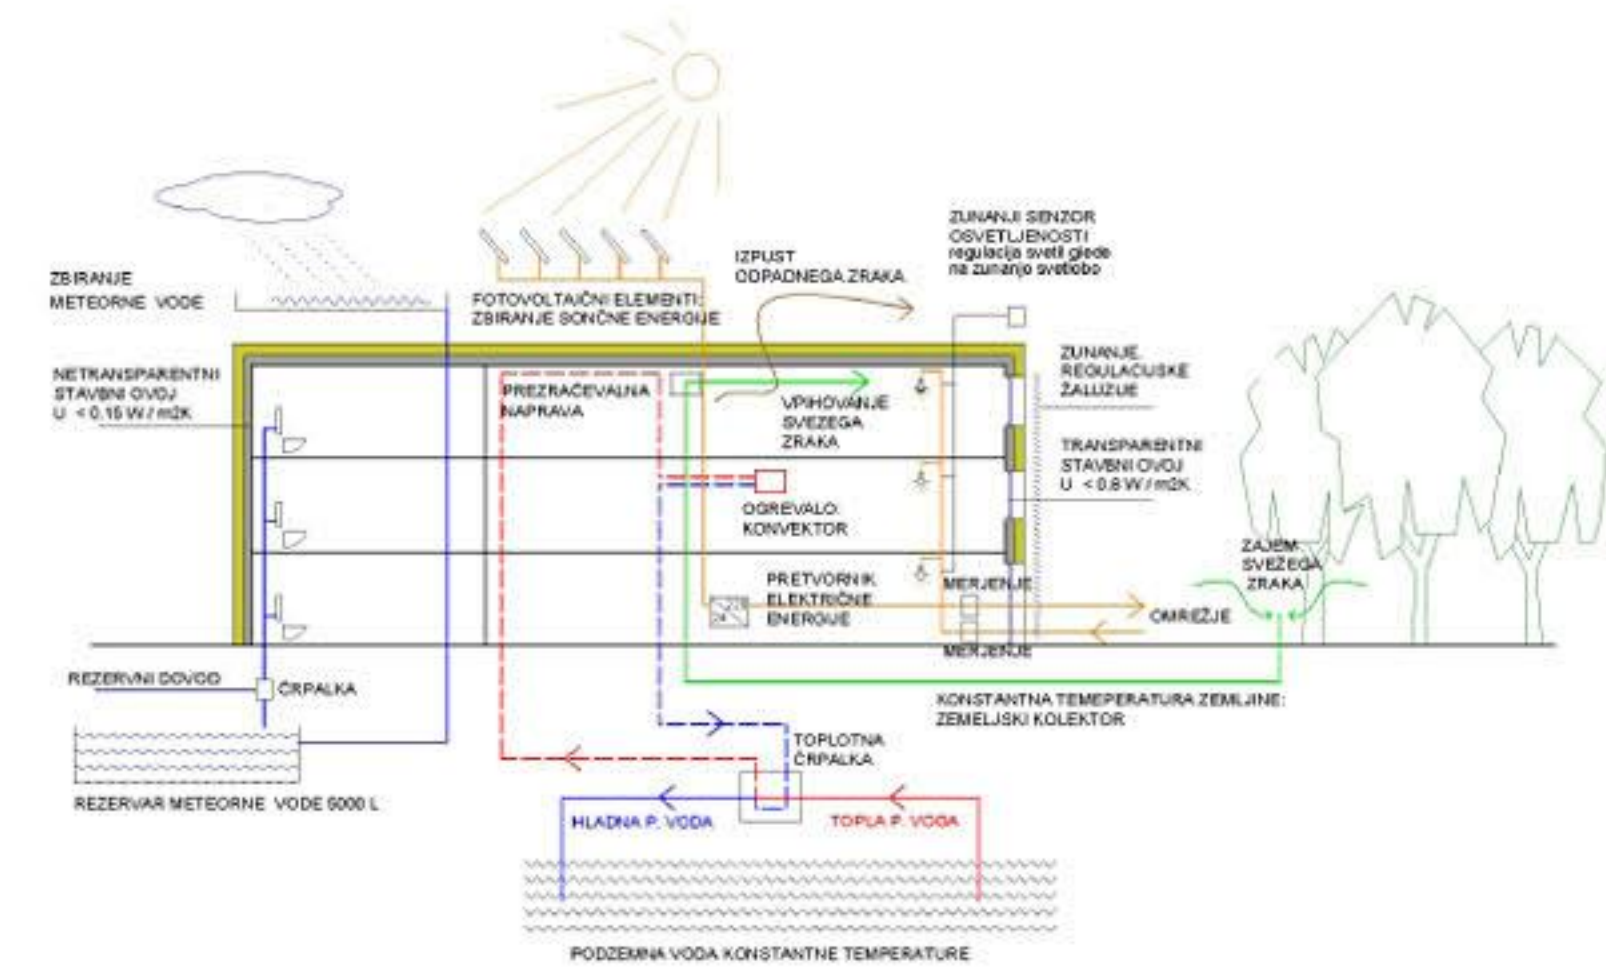 ZUNANJI SENZOR
OSVETLJENOSTI
regulacija svetil glede
na zunanjo svetlobo
IZPUST
ODPADNEGA ZRAKA
ZBIRANJE
METEORNE VODE
FOTOVOLTAIČNI ELEMENTI:
ZBIRANJE SONČNE ENERGIJE
NETRANSPARENTNI
STAVBNI OVOJ
U < 0,15 W / m2K
PREZRAČEVALNA
NAPRAVA
VPIHOVANJE
SVEZEGA
ZRAKA
ZUNANJE
REGULACIJSKE
ŽALUZIJE
TRANSPARENTNI
STAVBNI OVOJ
U < 0,8 W / m2K
OGREVALO.
KONVEKTOR
ZAJEM
SVEZEGA
ZRAKA
PRETVORNIK
ELEKTRIČNE
ENERGIJE
MERJENJE
OMREŽJE
MERJENJE
REZERVNI DOVOD
ČRPALKA
KONSTANTNA TEMEPERATURA ZEMLJINE:
ZEMELJSKI KOLEKTOR
TOPLOTNA
ČRPALKA
REZERVAR METEORNE VODE 5000 L
HLADNA P. VODA
TOPLA P. VODA
PODZEMNA VODA KONSTANTNE TEMPERATURE